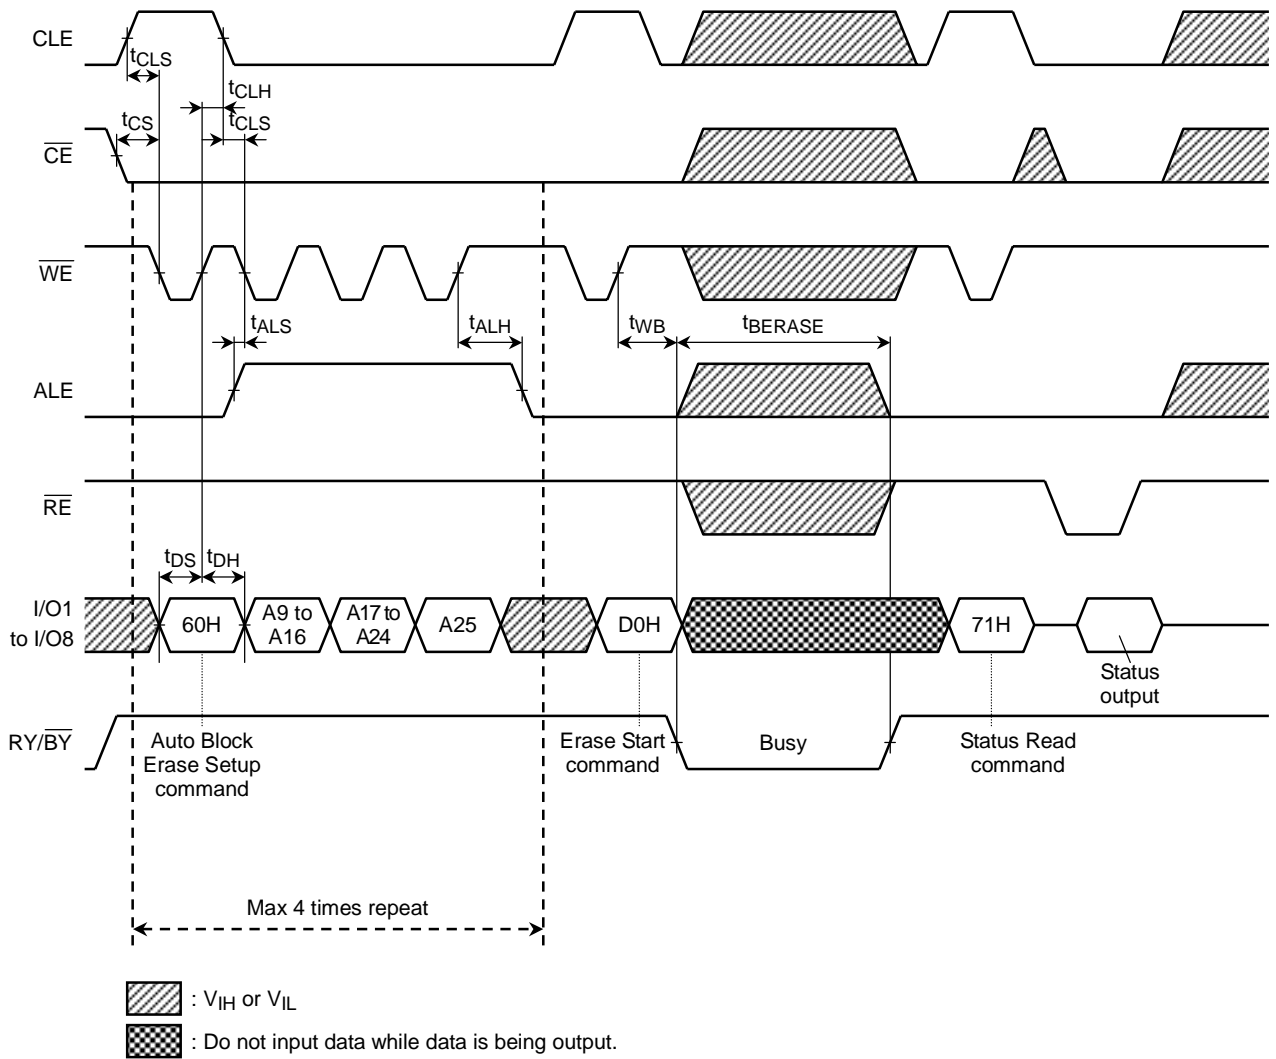 CLE
tCLS
tCLH
tCS
tCLS
CE
WE
tALS
tALH
tWB
tBERASE
ALE
RE
tDS
tDH
I/O1
to I/O8
60H
A9 to
A16
A17 to
A24
A25
D0H
71H
Status
output
RY/BY
Auto Block
Erase Setup
command
Erase Start
command
Busy
Status Read
command
Max 4 times repeat
: VIH or VIL
: Do not input data while data is being output.